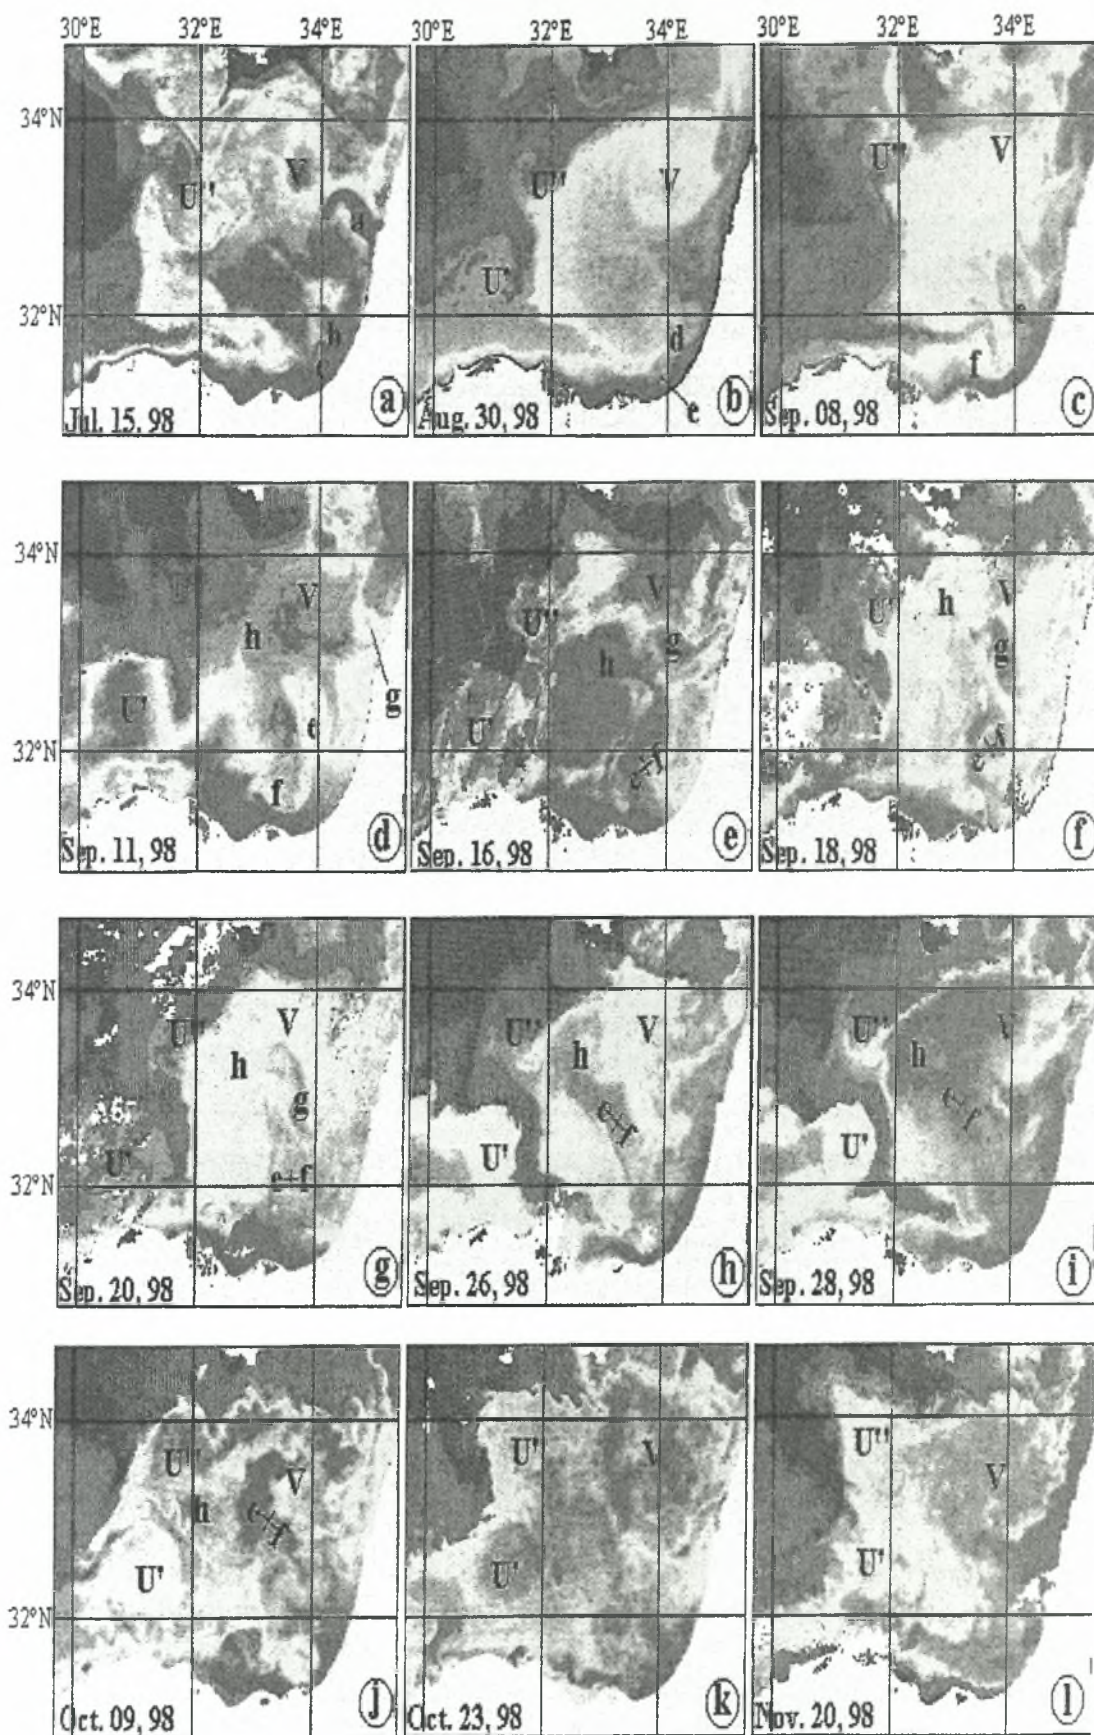 30°E 32°E 34°E 30°E 32°E 34°E 30°E 32°E 34°E
34°N
32°N
U'' V a b c
Jul. 15, 98 a
U'' V U' d e
Aug. 30, 98 b
U'' V e f
Sep. 08, 98 c
34°N
32°N
V h U' e g f
Sep. 11, 98 d
U'' V g h U' e+f
Sep. 16, 98 e
U'' V h g e+f
Sep. 18, 98 f
34°N
32°N
U'' V h g U' e+f
Sep. 20, 98 g
U'' V h e+f U'
Sep. 26, 98 h
U'' V h e+f U'
Sep. 28, 98 i
34°N
32°N
U'' V h e+f U'
Oct. 09, 98 j
U'' V U'
Oct. 23, 98 k
U'' V U'
Nov. 20, 98 l